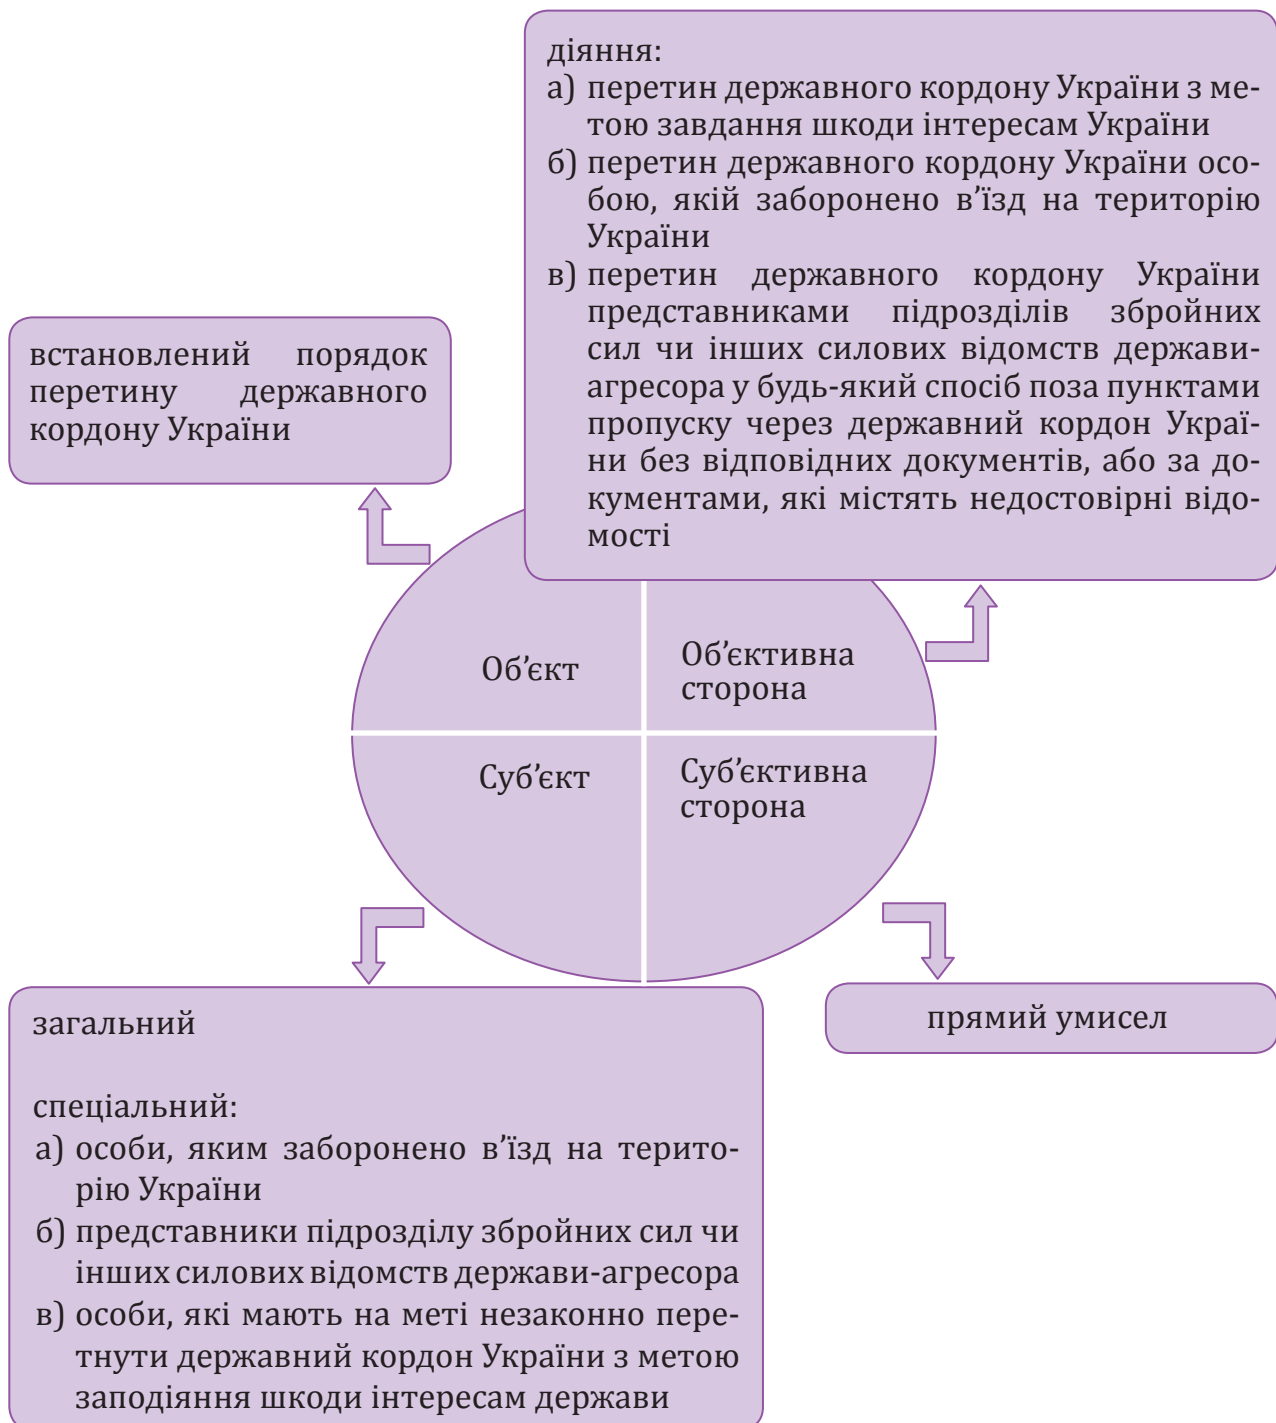 діяння:
а) перетин державного кордону України з ме-
тою завдання шкоди інтересам України
б) перетин державного кордону України осо-
бою, якій заборонено в’їзд на територію
України
в) перетин державного кордону України
представниками підрозділів збройних
сил чи інших силових відомств держави-
агресора у будь-який спосіб поза пунктами
пропуску через державний кордон Украї-
ни без відповідних документів, або за до-
кументами, які містять недостовірні відо-
мості
встановлений порядок
перетину державного
кордону України
Об’єкт
Об’єктивна
сторона
Суб’єкт
Суб’єктивна
сторона
загальний
спеціальний:
а) особи, яким заборонено в’їзд на терито-
рію України
б) представники підрозділу збройних сил чи
інших силових відомств держави-агресора
в) особи, які мають на меті незаконно пере-
тнути державний кордон України з метою
заподіяння шкоди інтересам держави
прямий умисел